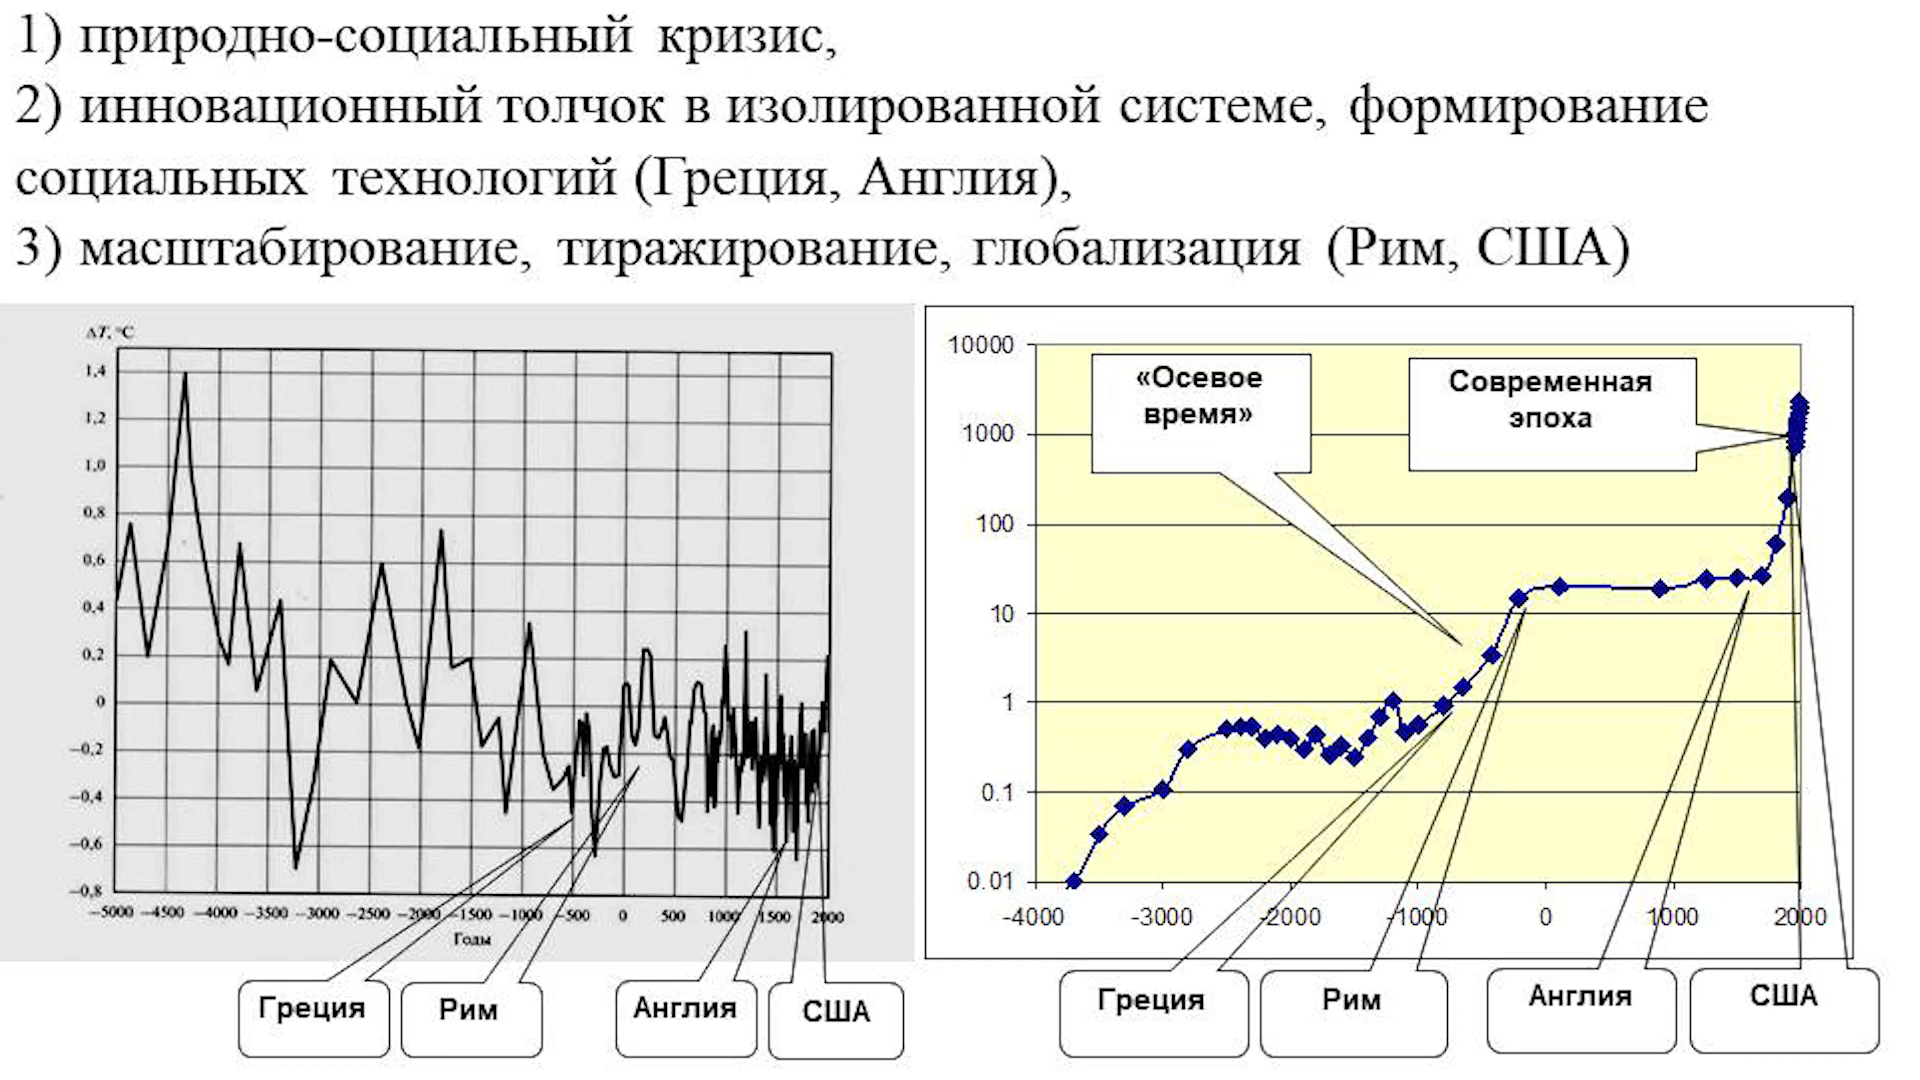 1) природно-социальный кризис,
2) инновационный толчок в изолированной системе, формирование
социальных технологий (Греция, Англия),
3) масштабирование, тиражирование, глобализация (Рим, США)
ΔT, °C
1,4
1,2
1,0
0,8
0,6
0,4
0,2
0
−0,2
−0,4
−0,6
−0,8
−5000 −4500 −4000 −3500 −3000 −2500 −2000 −1500 −1000 −500 0 500 1000 1500 2000
Годы
Греция
Рим
Англия
США
10000
1000
100
10
1
0.1
0.01
-4000 -3000 -2000 -1000 0 1000 2000
«Осевое
время»
Современная
эпоха
Греция
Рим
Англия
США